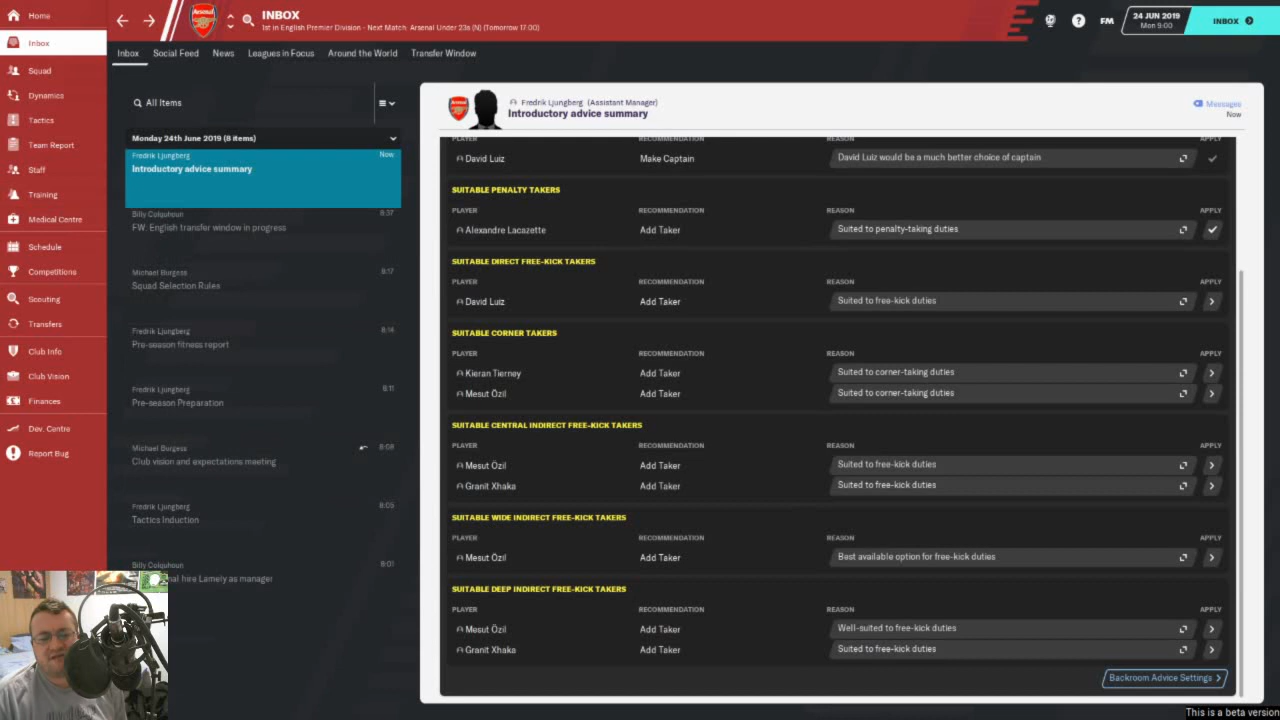 Home
Inbox
Squad
Dynamics
Tactics
Team Report
Staff
Training
Medical Centre
Schedule
Competitions
Scouting
Transfers
Club Info
Club Vision
Finances
Dev. Centre
Report Bug
Arsenal
INBOX
1st in English Premier Division - Next Match: Arsenal Under 23s (N) (Tomorrow 17:00)
?
FM
24 JUN 2019
Mon 9:00
INBOX
Inbox
Social Feed
News
Leagues in Focus
Around the World
Transfer Window
All Items
Monday 24th June 2019 (8 items)
Fredrik Ljungberg
Now
Introductory advice summary
Billy Colquhoun
8:37
FW: English transfer window in progress
Michael Burgess
8:17
Squad Selection Rules
Fredrik Ljungberg
8:14
Pre-season fitness report
Fredrik Ljungberg
8:11
Pre-season Preparation
Michael Burgess
8:08
Club vision and expectations meeting
Fredrik Ljungberg
8:05
Tactics Induction
Billy Colquhoun
8:01
nal hire Lamely as manager
Arsenal
Fredrik Ljungberg (Assistant Manager)
Introductory advice summary
Messages
Now
PLAYER RECOMMENDATION REASON APPLY
David Luiz Make Captain David Luiz would be a much better choice of captain
SUITABLE PENALTY TAKERS
PLAYER RECOMMENDATION REASON APPLY
Alexandre Lacazette Add Taker Suited to penalty-taking duties
SUITABLE DIRECT FREE-KICK TAKERS
PLAYER RECOMMENDATION REASON APPLY
David Luiz Add Taker Suited to free-kick duties
SUITABLE CORNER TAKERS
PLAYER RECOMMENDATION REASON APPLY
Kieran Tierney Add Taker Suited to corner-taking duties
Mesut Özil Add Taker Suited to corner-taking duties
SUITABLE CENTRAL INDIRECT FREE-KICK TAKERS
PLAYER RECOMMENDATION REASON APPLY
Mesut Özil Add Taker Suited to free-kick duties
Granit Xhaka Add Taker Suited to free-kick duties
SUITABLE WIDE INDIRECT FREE-KICK TAKERS
PLAYER RECOMMENDATION REASON APPLY
Mesut Özil Add Taker Best available option for free-kick duties
SUITABLE DEEP INDIRECT FREE-KICK TAKERS
PLAYER RECOMMENDATION REASON APPLY
Mesut Özil Add Taker Well-suited to free-kick duties
Granit Xhaka Add Taker Suited to free-kick duties
Backroom Advice Settings
This is a beta version